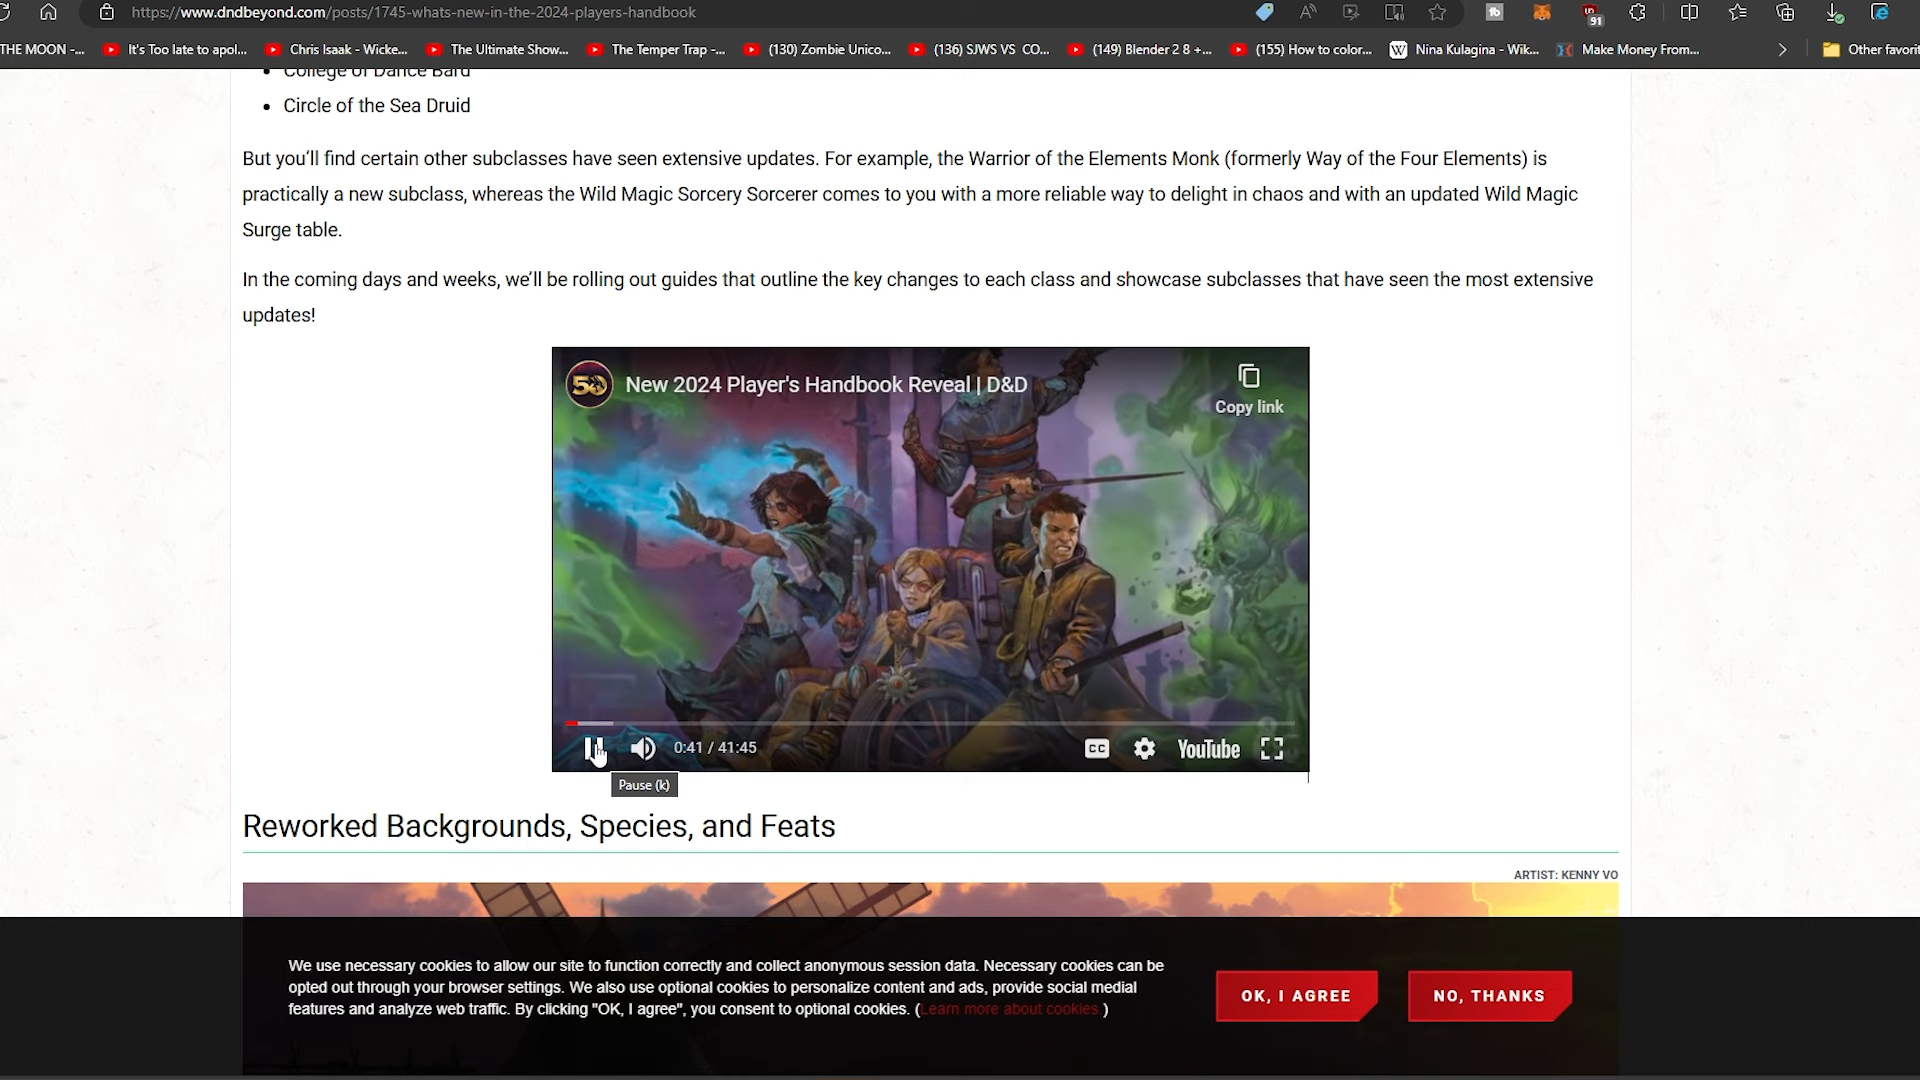 https://www.dndbeyond.com/posts/1745-whats-new-in-the-2024-players-handbook
91
THE MOON -... It's Too late to apol... Chris Isaak - Wicke... The Ultimate Show... The Temper Trap -... (130) Zombie Unico... (136) SJWS VS CO... (149) Blender 2 8 +... (155) How to color... W Nina Kulagina - Wik... Make Money From... Other favorit
• College of Dance Bard
• Circle of the Sea Druid
But you’ll find certain other subclasses have seen extensive updates. For example, the Warrior of the Elements Monk (formerly Way of the Four Elements) is
practically a new subclass, whereas the Wild Magic Sorcery Sorcerer comes to you with a more reliable way to delight in chaos and with an updated Wild Magic
Surge table.
In the coming days and weeks, we’ll be rolling out guides that outline the key changes to each class and showcase subclasses that have seen the most extensive
updates!
50 New 2024 Player's Handbook Reveal | D&D
Copy link
0:41 / 41:45 CC YouTube
Pause (k)
Reworked Backgrounds, Species, and Feats
ARTIST: KENNY VO
We use necessary cookies to allow our site to function correctly and collect anonymous session data. Necessary cookies can be
opted out through your browser settings. We also use optional cookies to personalize content and ads, provide social medial
features and analyze web traffic. By clicking "OK, I agree", you consent to optional cookies. (Learn more about cookies.)
OK, I AGREE NO, THANKS